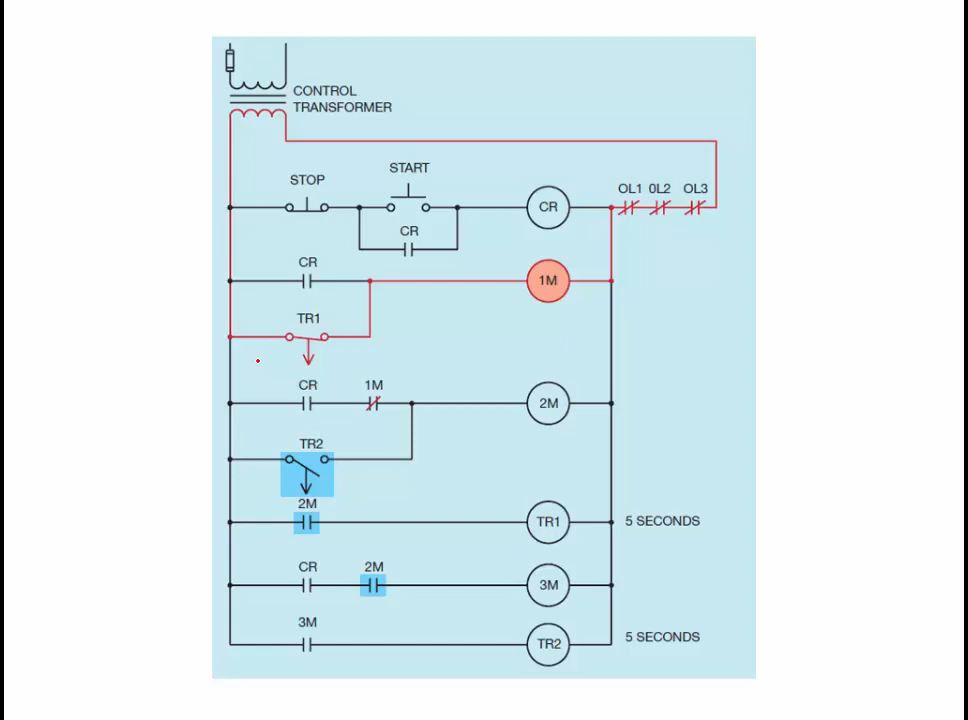 CONTROL
TRANSFORMER
START
STOP
OL1 0L2 OL3
CR
CR
CR
1M
TR1
CR 1M
2M
TR2
2M
TR1 5 SECONDS
CR 2M
3M
3M
TR2 5 SECONDS